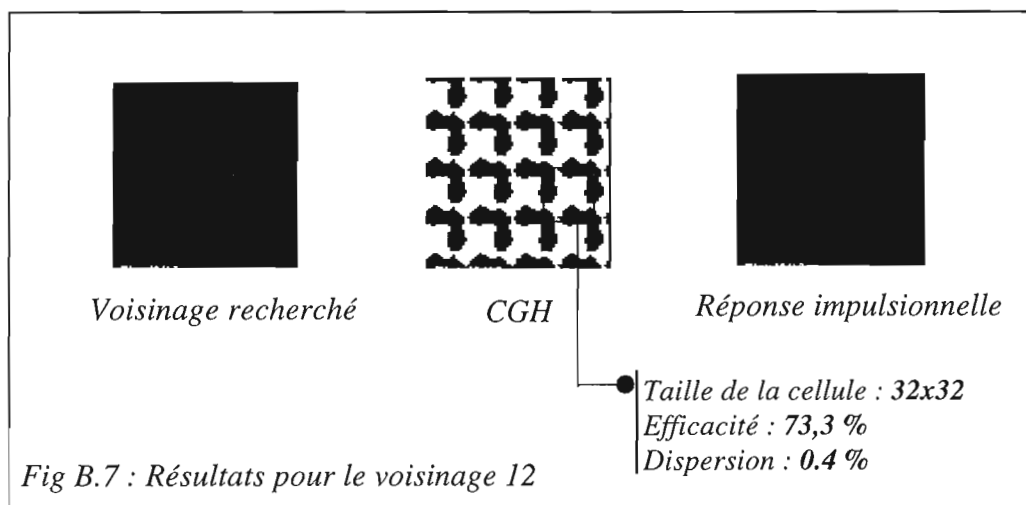 Voisinage recherché
CGH
Réponse impulsionnelle
Taille de la cellule : 32x32
Efficacité : 73,3 %
Dispersion : 0.4 %
Fig B.7 : Résultats pour le voisinage 12